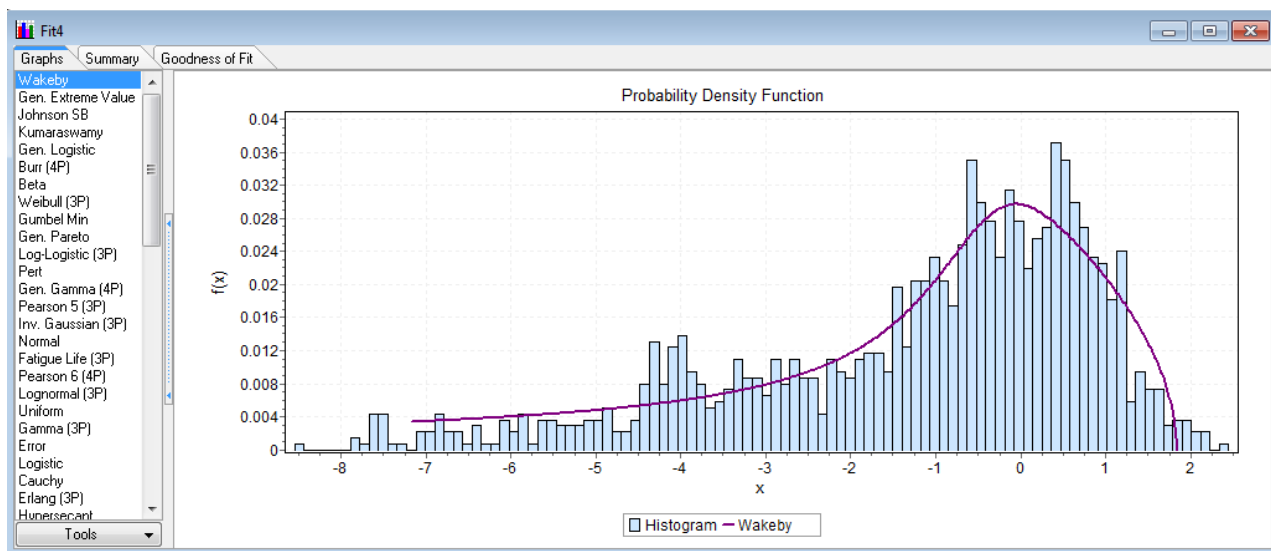 Fit4
Graphs Summary Goodness of Fit
Wakeby
Gen. Extreme Value
Johnson SB
Kumaraswamy
Gen. Logistic
Burr (4P)
Beta
Weibull (3P)
Gumbel Min
Gen. Pareto
Log-Logistic (3P)
Pert
Gen. Gamma (4P)
Pearson 5 (3P)
Inv. Gaussian (3P)
Normal
Fatigue Life (3P)
Pearson 6 (4P)
Lognormal (3P)
Uniform
Gamma (3P)
Error
Logistic
Cauchy
Erlang (3P)
Hypersecant
Tools
Probability Density Function
0.04
0.036
0.032
0.028
0.024
0.02
0.016
0.012
0.008
0.004
0
f(x)
-8 -7 -6 -5 -4 -3 -2 -1 0 1 2
x
Histogram Wakeby